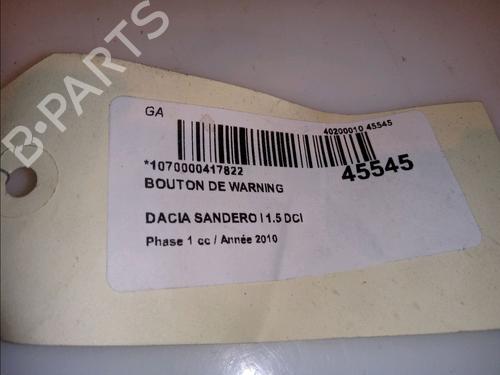 B-PARTS
GA
40200010 45545
*1070000417822
45545
BOUTON DE WARNING
DACIA SANDERO I 1.5 DCI
Phase 1 cc / Année 2010